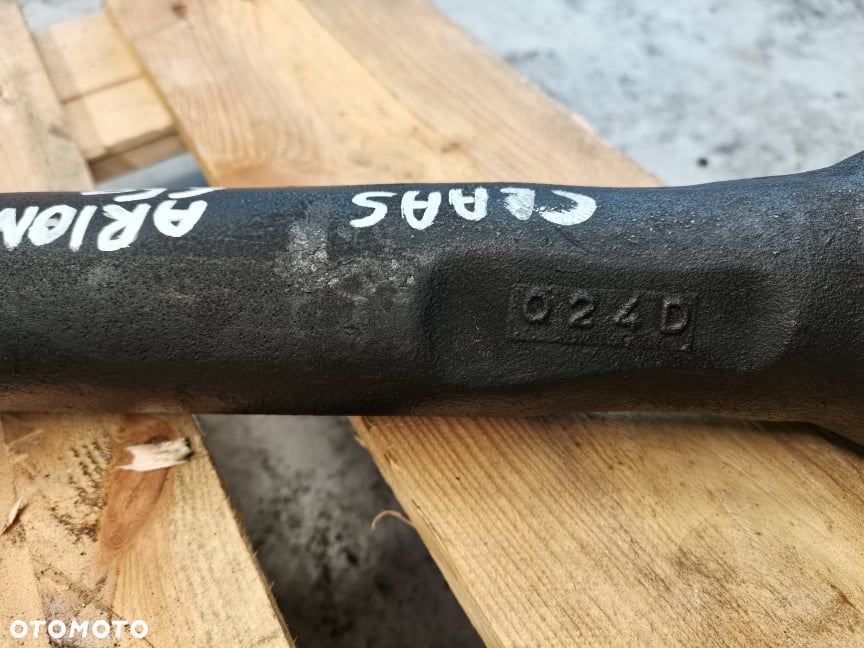 CLAAS
ARION
024D
OTOMOTO